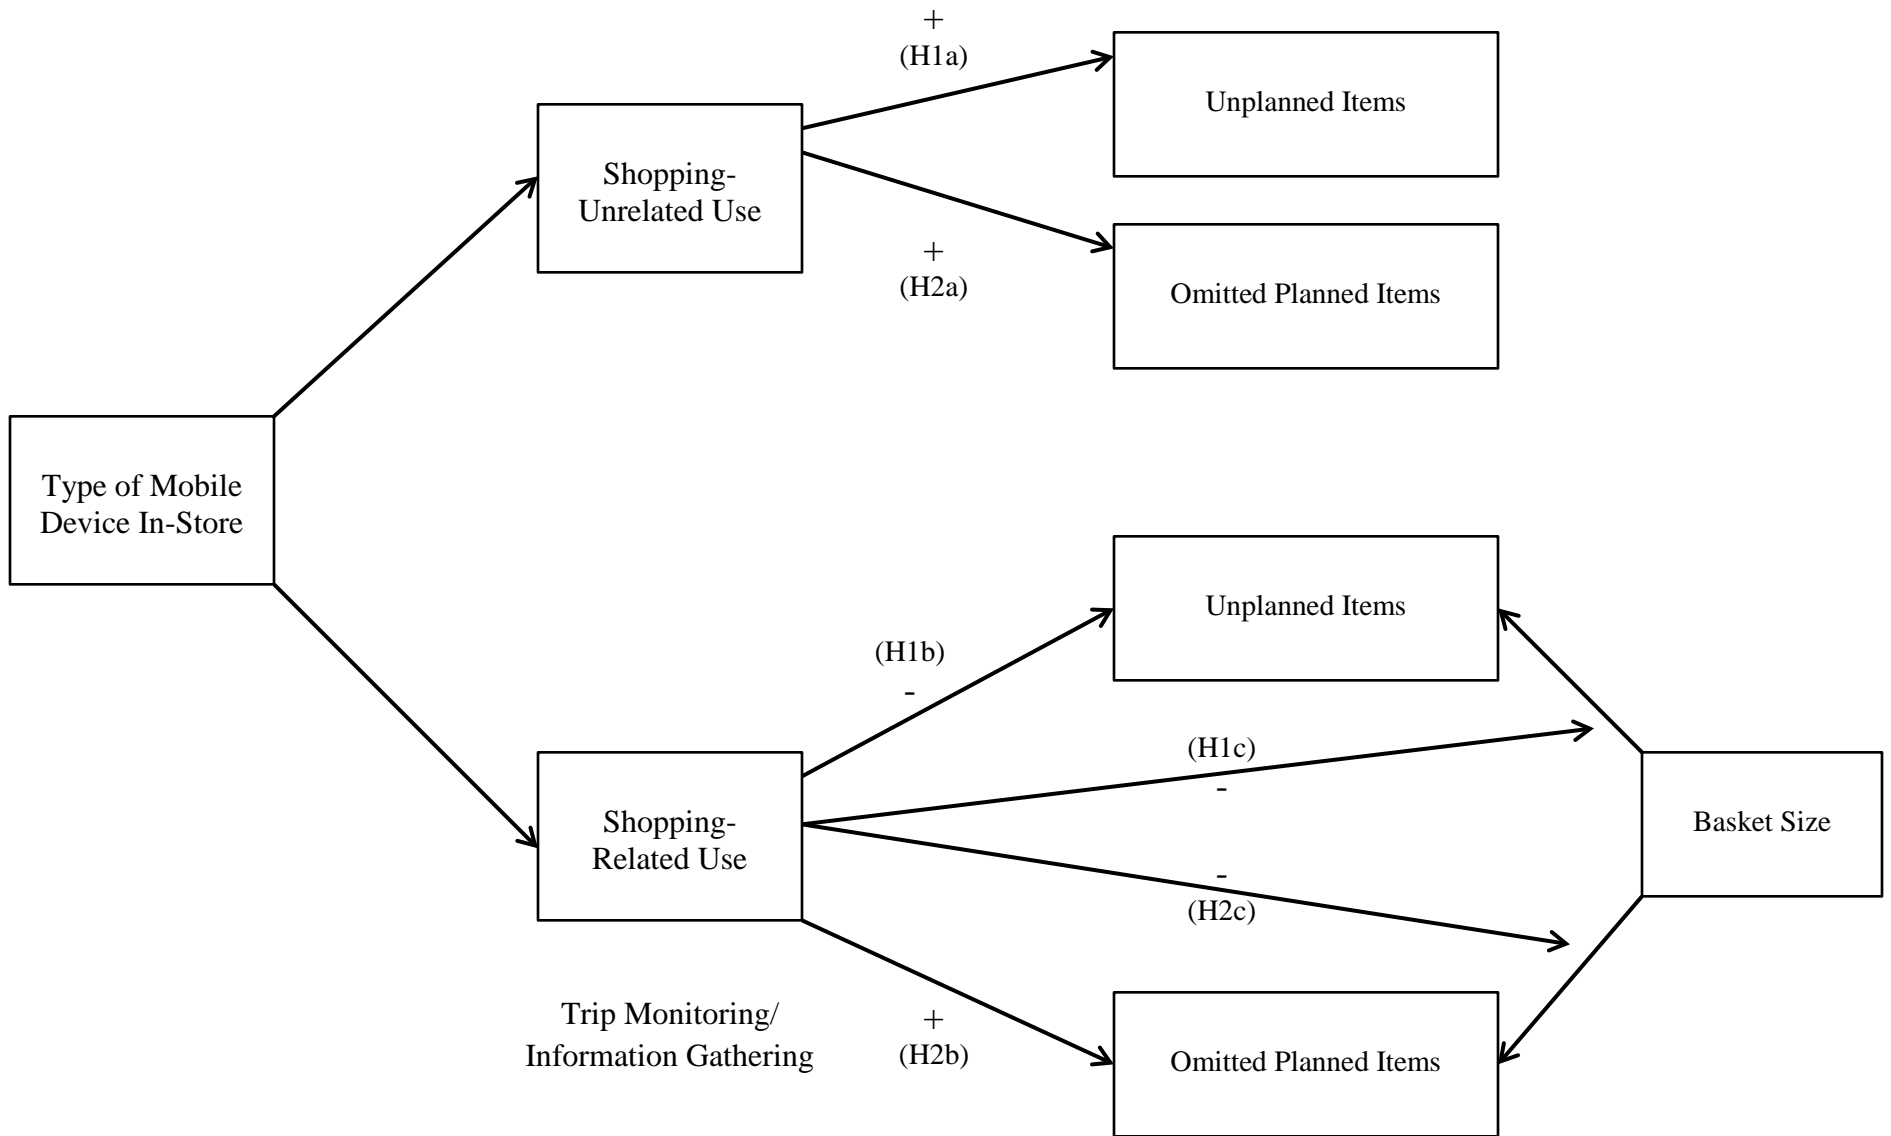 +
(H1a)
Unplanned Items
Shopping-
Unrelated Use
+
(H2a)
Omitted Planned Items
Type of Mobile
Device In-Store
Unplanned Items
(H1b)
-
(H1c)
-
Shopping-
Related Use
-
(H2c)
Basket Size
Trip Monitoring/
Information Gathering
+
(H2b)
Omitted Planned Items